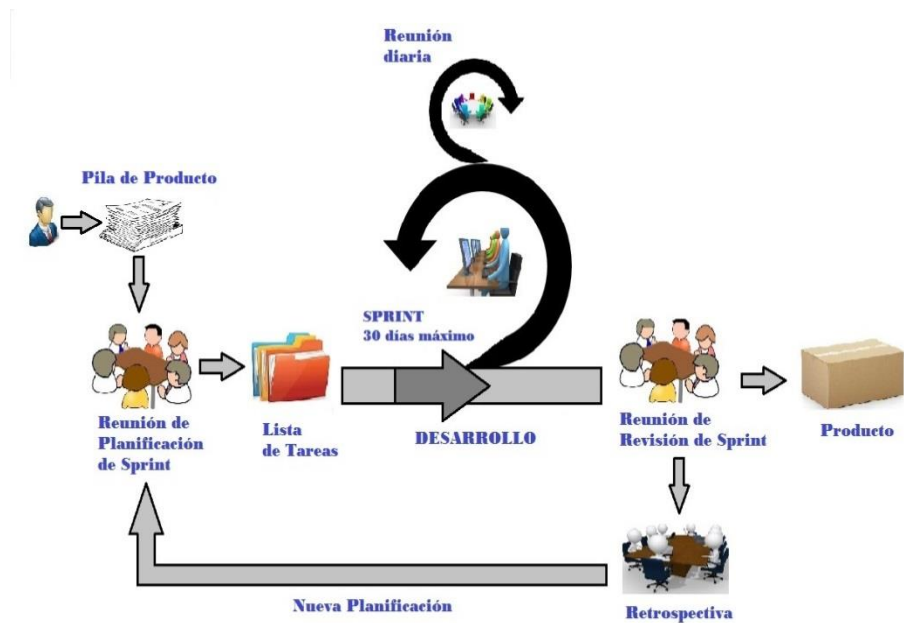 Reunión
diaria
Pila de Producto
SPRINT
30 días máximo
Reunión de
Planificación
de Sprint
Lista
de Tareas
DESARROLLO
Reunión de
Revisión de Sprint
Producto
Nueva Planificación
Retrospectiva